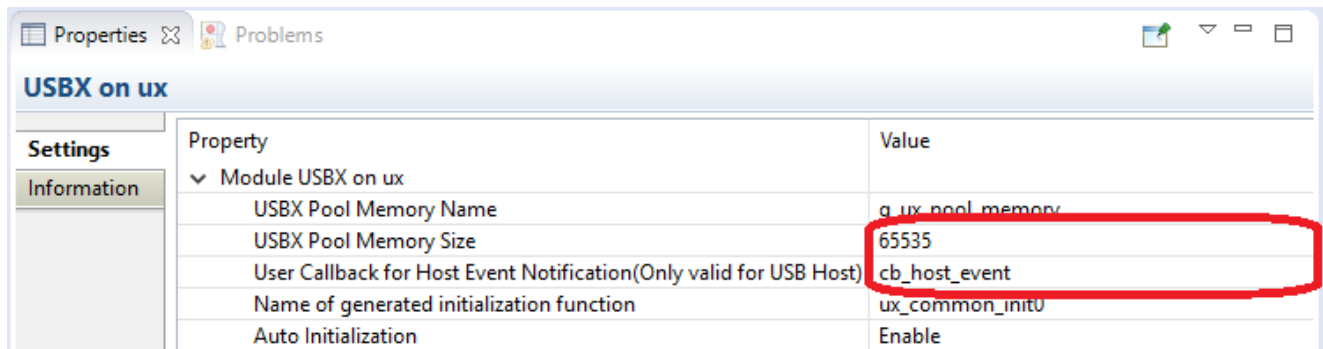 Properties Problems
USBX on ux
Settings
Information
Property Value
Module USBX on ux
USBX Pool Memory Name g_ux_pool_memory
USBX Pool Memory Size 65535
User Callback for Host Event Notification(Only valid for USB Host) cb_host_event
Name of generated initialization function ux_common_init0
Auto Initialization Enable